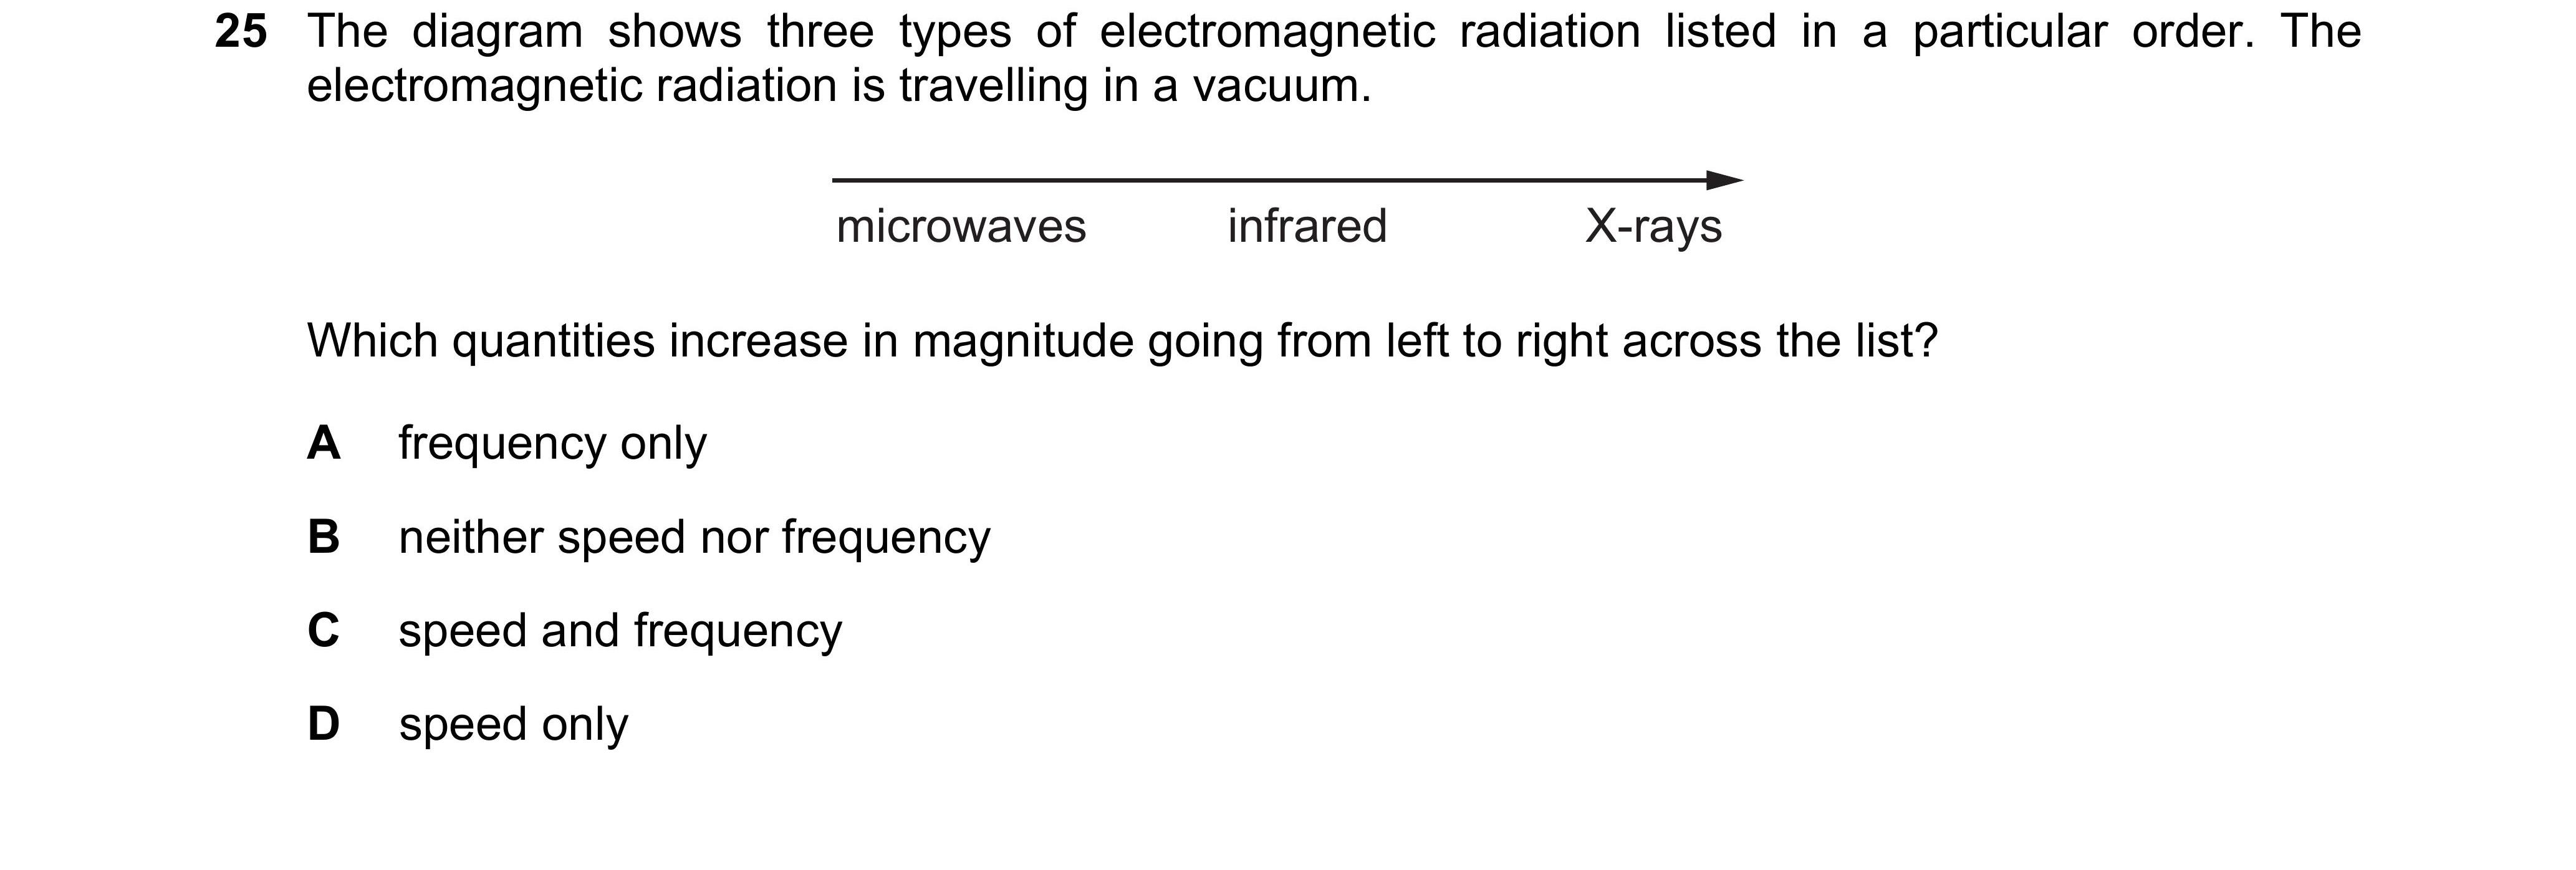 25 The diagram shows three types of electromagnetic radiation listed in a particular order. The
electromagnetic radiation is travelling in a vacuum.
microwaves infrared X-rays
Which quantities increase in magnitude going from left to right across the list?
A frequency only
B neither speed nor frequency
C speed and frequency
D speed only